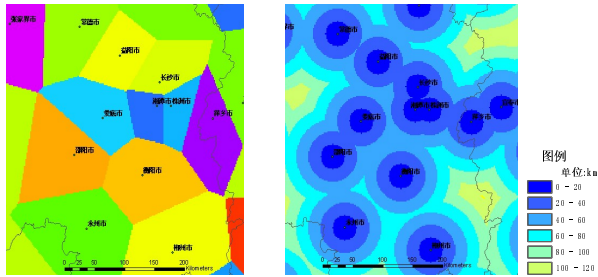 张家界市
常德市
益阳市
长沙市
娄底市
湘潭市 株洲市
萍乡市
邵阳市
衡阳市
永州市
郴州市
0 25 50 100 150 200
Kilometers
常德市
益阳市
长沙市
湘潭市 株洲市
娄底市
萍乡市
邵阳市
衡阳市
永州市
郴州市
0 25 50 100 150 200
Kilometers
图例
单位:km
0 - 20
20 - 40
40 - 60
60 - 80
80 - 100
100 - 120